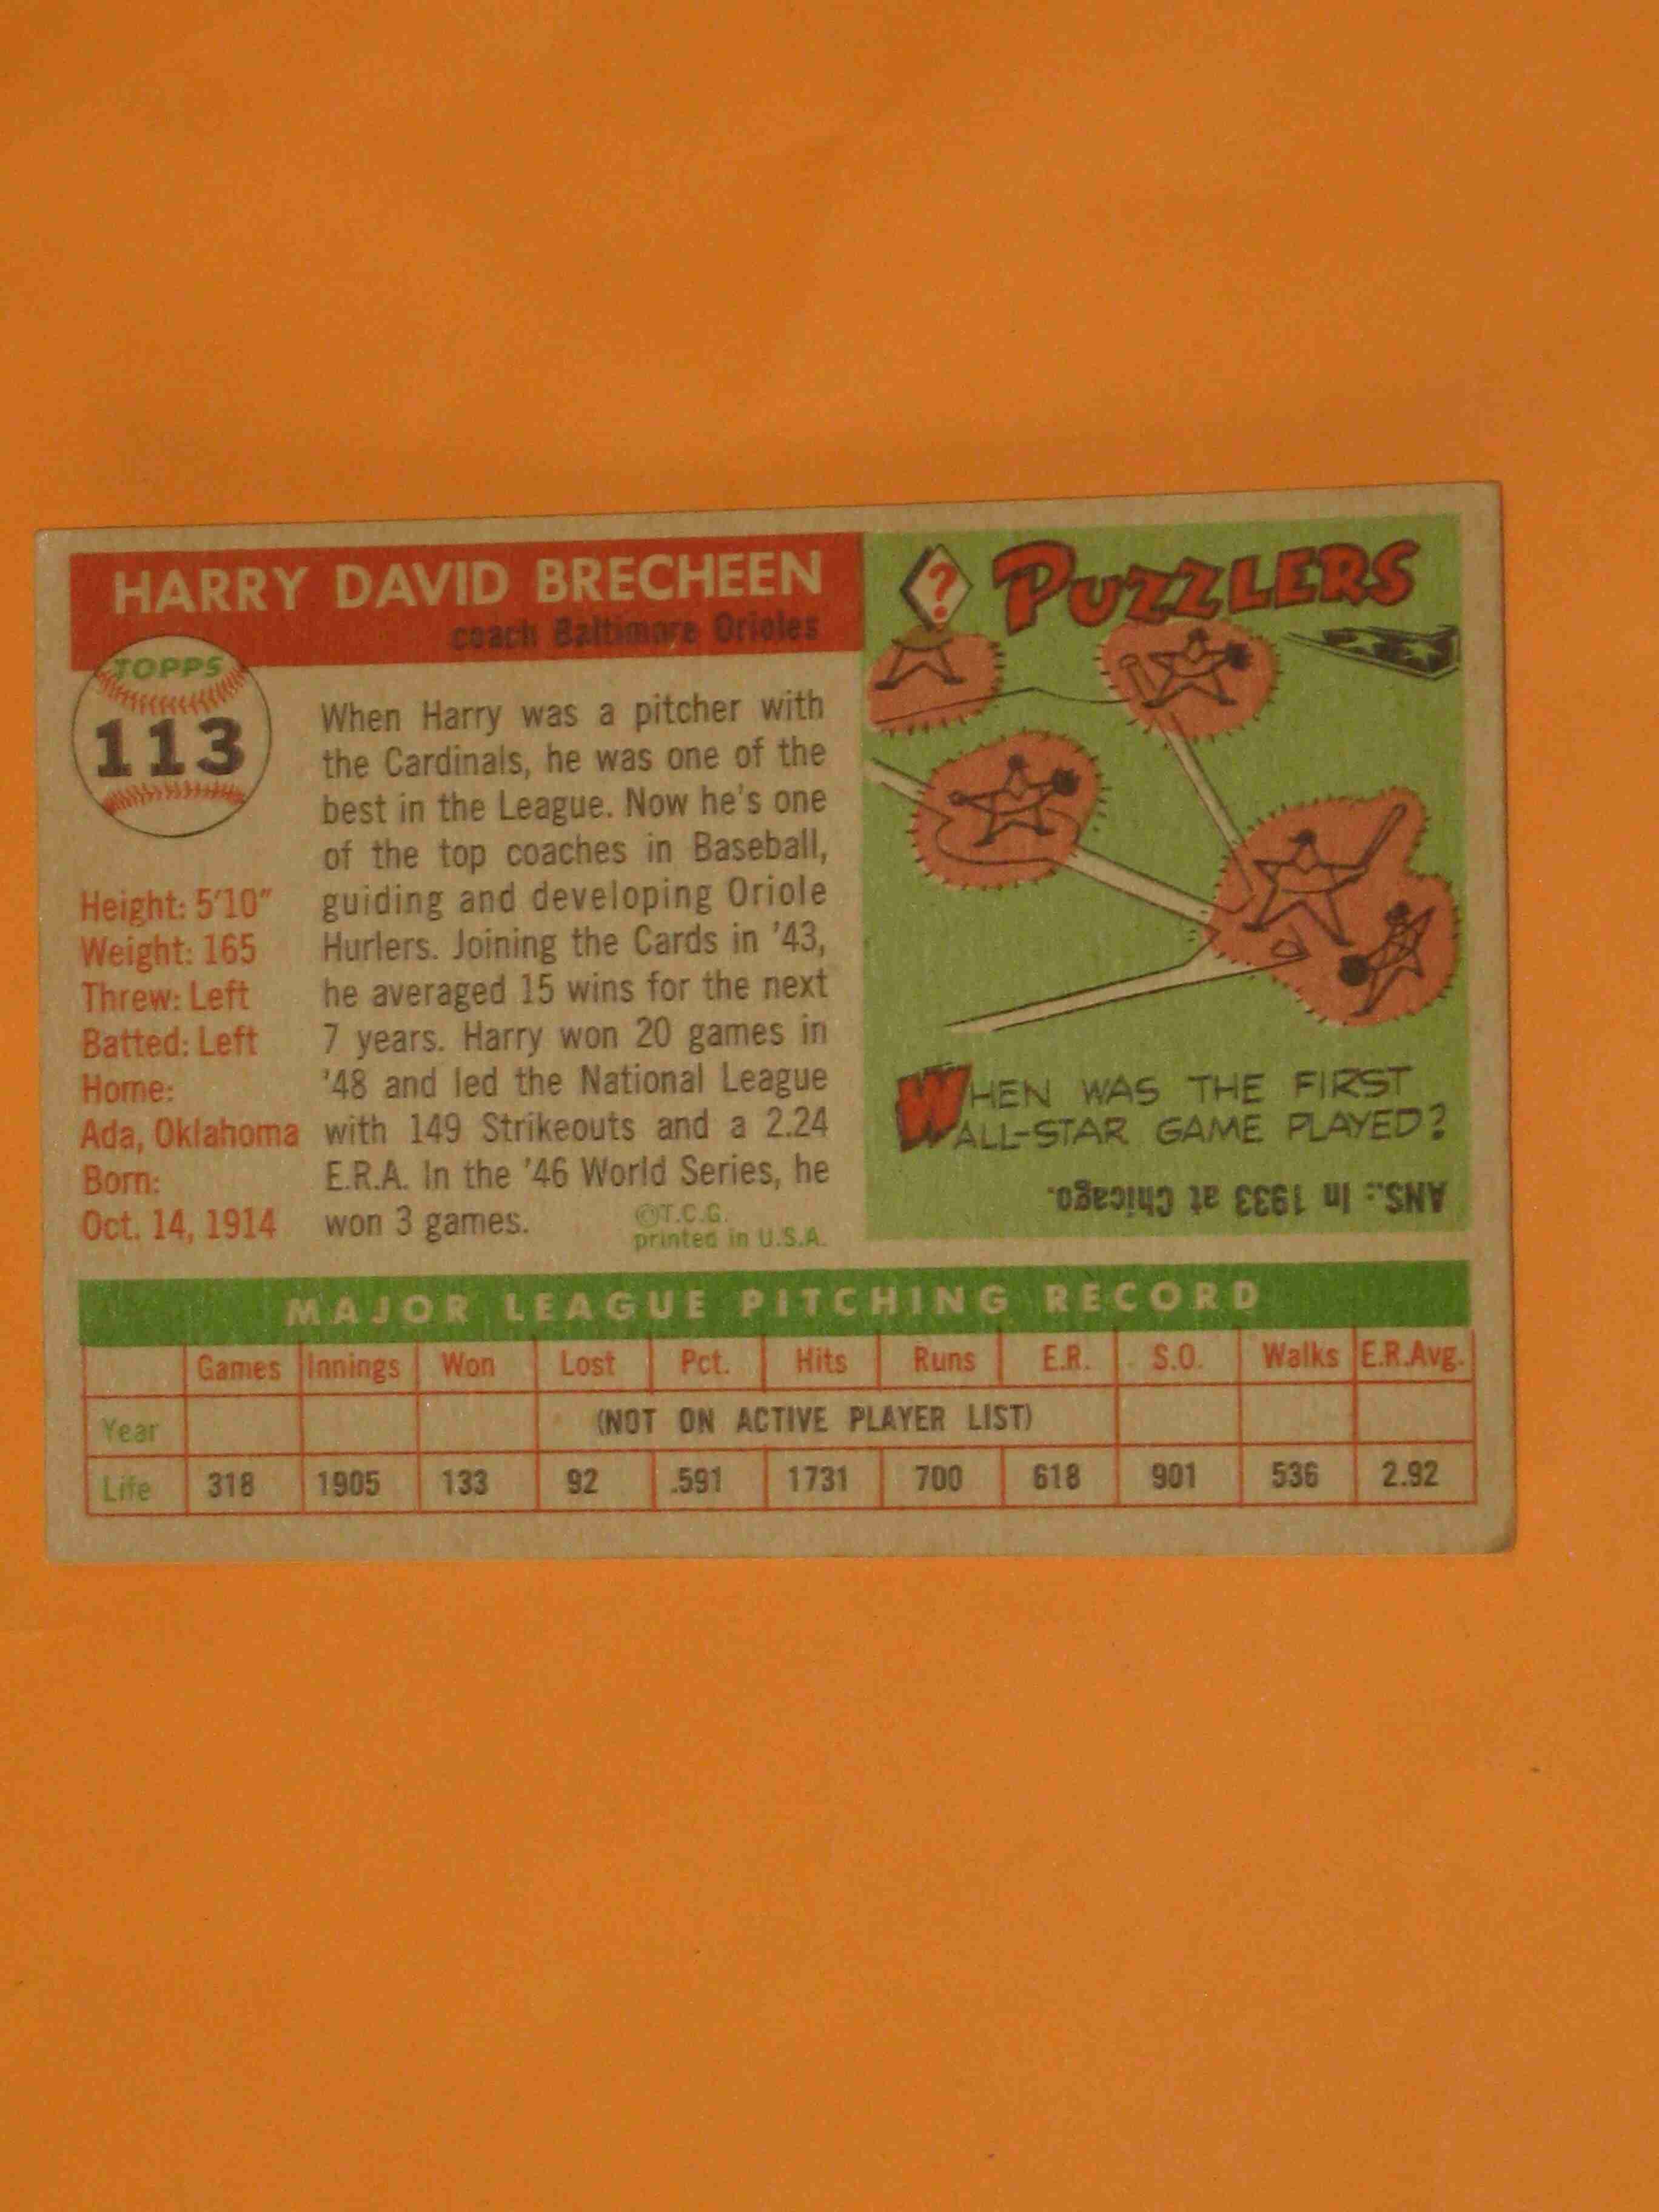 HARRY DAVID BRECHEEN
coach Baltimore Orioles
TOPPS
113
Height: 5'10"
Weight: 165
Threw: Left
Batted: Left
Home:
Ada, Oklahoma
Born:
Oct. 14, 1914
When Harry was a pitcher with
the Cardinals, he was one of the
best in the League. Now he's one
of the top coaches in Baseball,
guiding and developing Oriole
Hurlers. Joining the Cards in '43,
he averaged 15 wins for the next
7 years. Harry won 20 games in
'48 and led the National League
with 149 Strikeouts and a 2.24
E.R.A. In the '46 World Series, he
won 3 games.
©T.C.G.
printed in U.S.A.
? PUZZLERS
WHEN WAS THE FIRST
ALL-STAR GAME PLAYED?
ANS.: In 1933 at Chicago.
MAJOR LEAGUE PITCHING RECORD
Games Innings Won Lost Pct. Hits Runs E.R. S.O. Walks E.R.Avg.
Year (NOT ON ACTIVE PLAYER LIST)
Life 318 1905 133 92 .591 1731 700 618 901 536 2.92